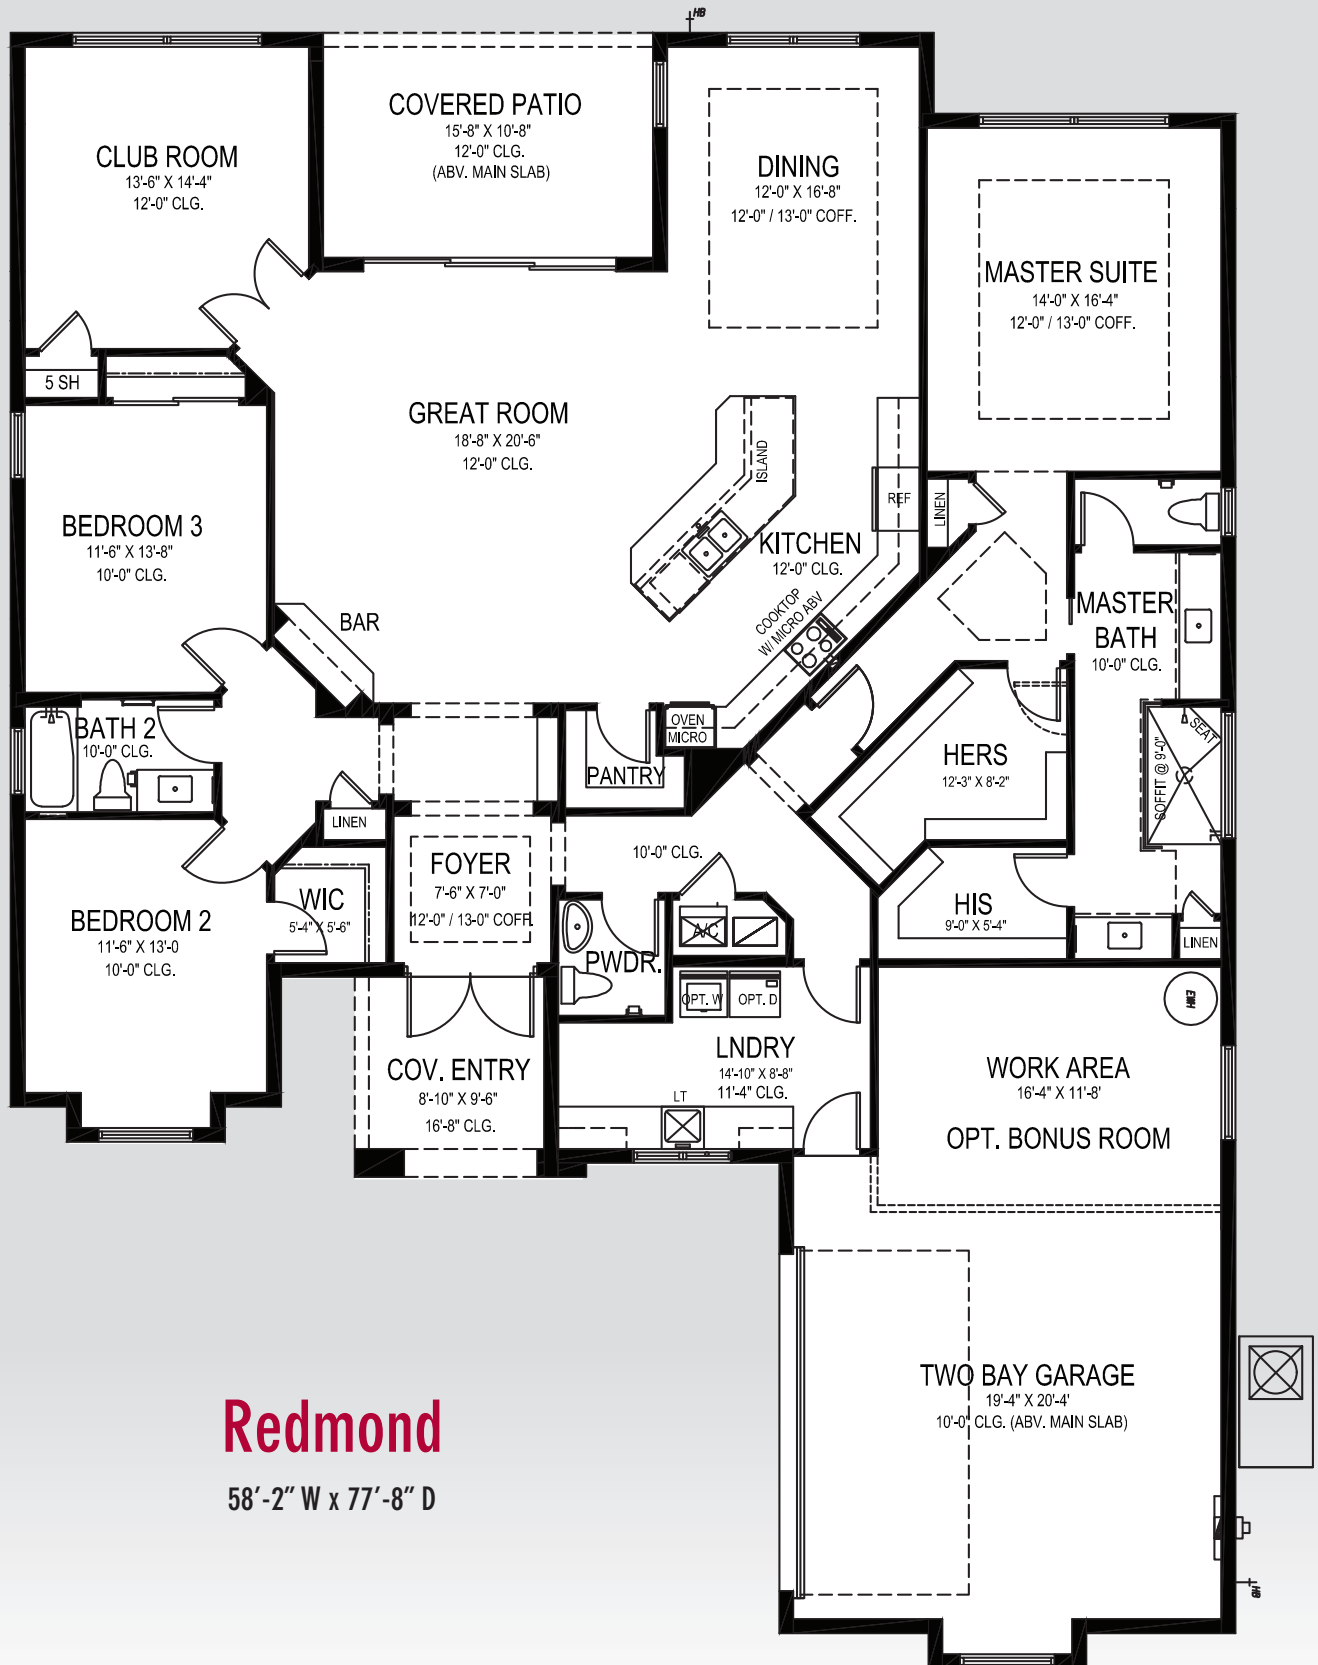 HB
COVERED PATIO
15'-8" X 10'-8"
12'-0" CLG.
(ABV. MAIN SLAB)
CLUB ROOM
13'-6" X 14'-4"
12'-0" CLG.
DINING
12'-0" X 16'-8"
12'-0" / 13'-0" COFF.
MASTER SUITE
14'-0" X 16'-4"
12'-0" / 13'-0" COFF.
5 SH
GREAT ROOM
18'-8" X 20'-6"
12'-0" CLG.
ISLAND
REF
LINEN
BEDROOM 3
11'-6" X 13'-8"
10'-0" CLG.
KITCHEN
12'-0" CLG.
COOKTOP
W/ MICRO ABV
BAR
MASTER
BATH
10'-0" CLG.
BATH 2
10'-0" CLG.
OVEN
MICRO
PANTRY
HERS
12'-3" X 8'-2"
SEAT
SOFFIT @ 9'-0"
LINEN
FOYER
7'-6" X 7'-0"
12'-0" / 13-0" COFF.
10'-0" CLG.
WIC
5'-4" X 5'-6"
BEDROOM 2
11'-6" X 13'-0
10'-0" CLG.
HIS
9'-0" X 5'-4"
A/C
LINEN
PWDR.
OPT. W
OPT. D
EWH
COV. ENTRY
8'-10" X 9'-6"
16'-8" CLG.
LNDRY
14'-10" X 8'-8"
11'-4" CLG.
LT
WORK AREA
16'-4" X 11'-8'
OPT. BONUS ROOM
TWO BAY GARAGE
19'-4" X 20'-4'
10'-0" CLG. (ABV. MAIN SLAB)
Redmond
58'-2" W x 77'-8" D
HB